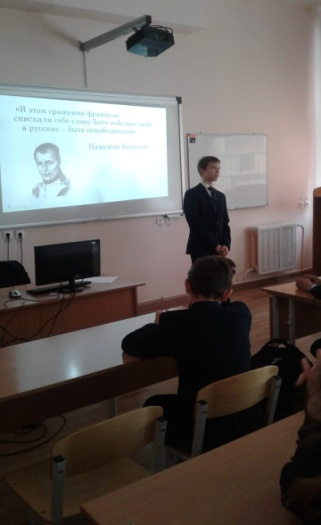 «В этом сражении французы
снискали себе славу быть победителями,
а русские – быть непобедимыми»
Наполеон Бонапарт